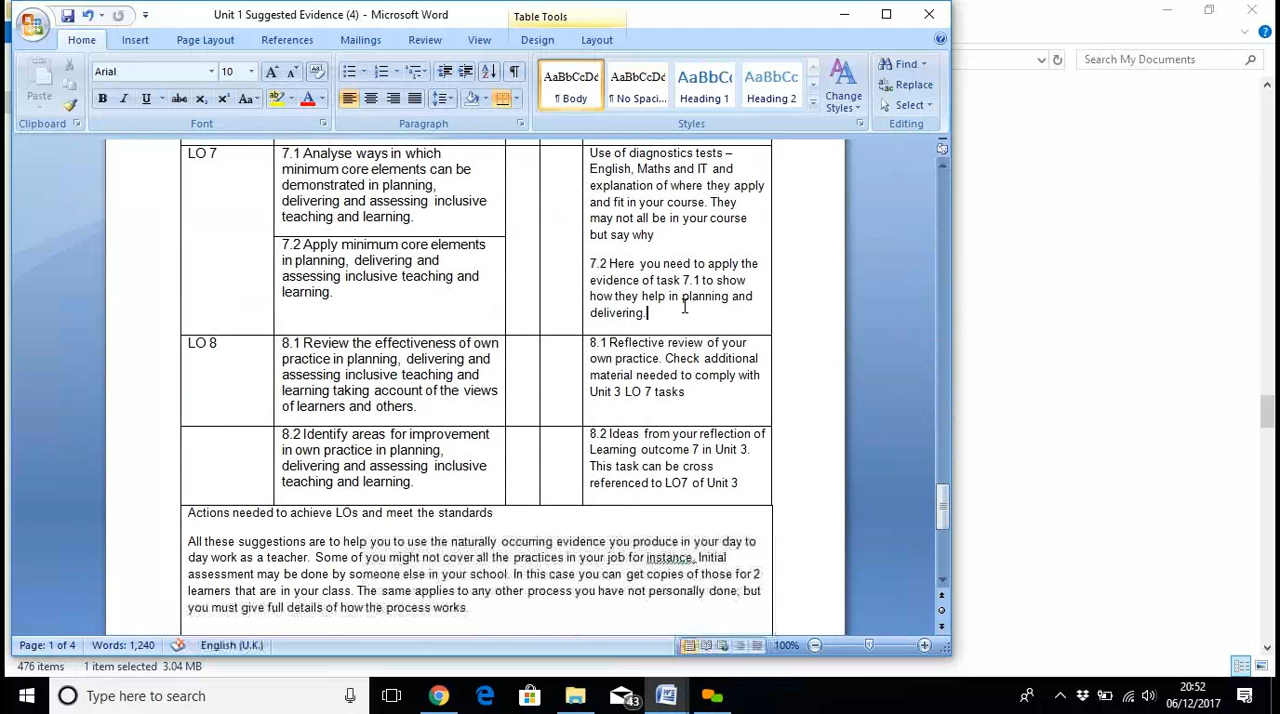 Unit 1 Suggested Evidence (4) - Microsoft Word
Table Tools
Home Insert Page Layout References Mailings Review View Design Layout
Search My Documents
Paste
Clipboard
Arial 10
Font
Paragraph
AaBbCcDd AaBbCcDd AaBbC AaBbCc
¶ Body ¶ No Spaci... Heading 1 Heading 2
Change Styles
Styles
Find
Replace
Select
Editing
LO 7
7.1 Analyse ways in which
minimum core elements can be
demonstrated in planning,
delivering and assessing inclusive
teaching and learning.
Use of diagnostics tests –
English, Maths and IT and
explanation of where they apply
and fit in your course. They
may not all be in your course
but say why
7.2 Apply minimum core elements
in planning, delivering and
assessing inclusive teaching and
learning.
7.2 Here you need to apply the
evidence of task 7.1 to show
how they help in planning and
delivering.
LO 8
8.1 Review the effectiveness of own
practice in planning, delivering and
assessing inclusive teaching and
learning taking account of the views
of learners and others.
8.1 Reflective review of your
own practice. Check additional
material needed to comply with
Unit 3 LO 7 tasks
8.2 Identify areas for improvement
in own practice in planning,
delivering and assessing inclusive
teaching and learning.
8.2 Ideas from your reflection of
Learning outcome 7 in Unit 3.
This task can be cross
referenced to LO7 of Unit 3
Actions needed to achieve LOs and meet the standards
All these suggestions are to help you to use the naturally occurring evidence you produce in your day to
day work as a teacher. Some of you might not cover all the practices in your job for instance, Initial
assessment may be done by someone else in your school. In this case you can get copies of those for 2
learners that are in your class. The same applies to any other process you have not personally done, but
you must give full details of how the process works
Page: 1 of 4 Words: 1,240 English (U.K.) 100%
476 items 1 item selected 3.04 MB
Type here to search
43
20:52
06/12/2017